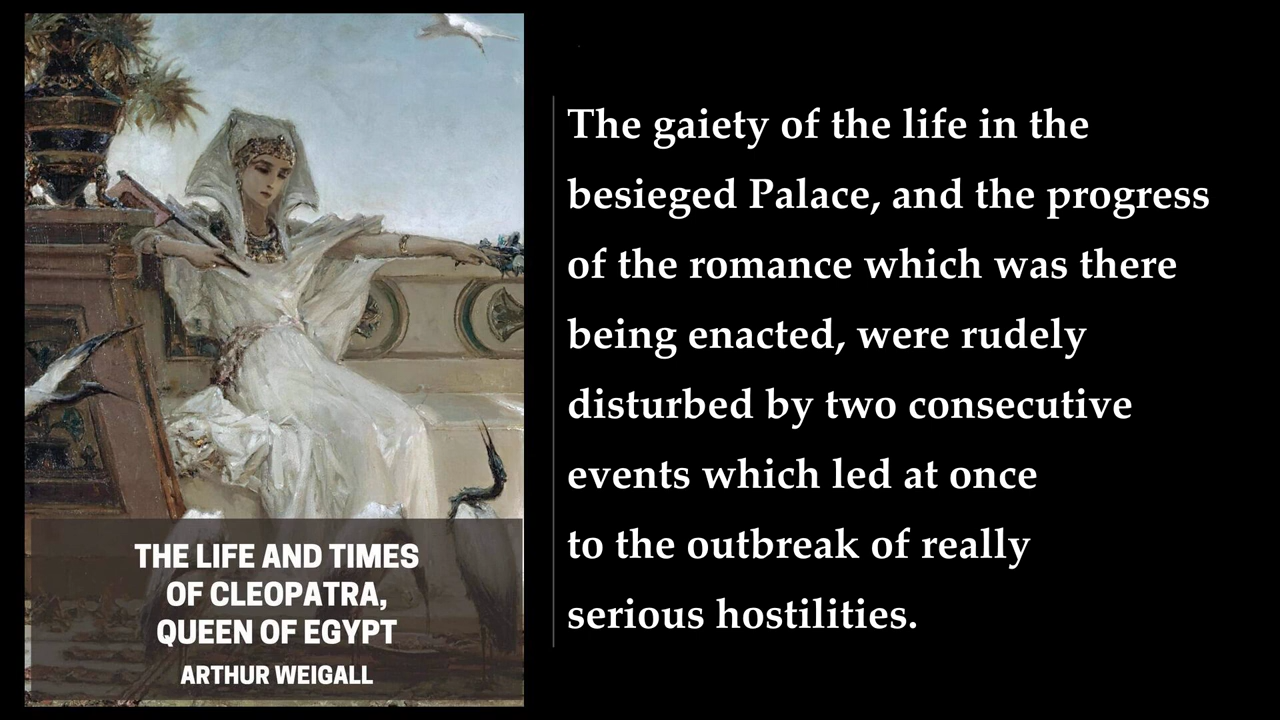 THE LIFE AND TIMES
OF CLEOPATRA,
QUEEN OF EGYPT
ARTHUR WEIGALL
The gaiety of the life in the
besieged Palace, and the progress
of the romance which was there
being enacted, were rudely
disturbed by two consecutive
events which led at once
to the outbreak of really
serious hostilities.